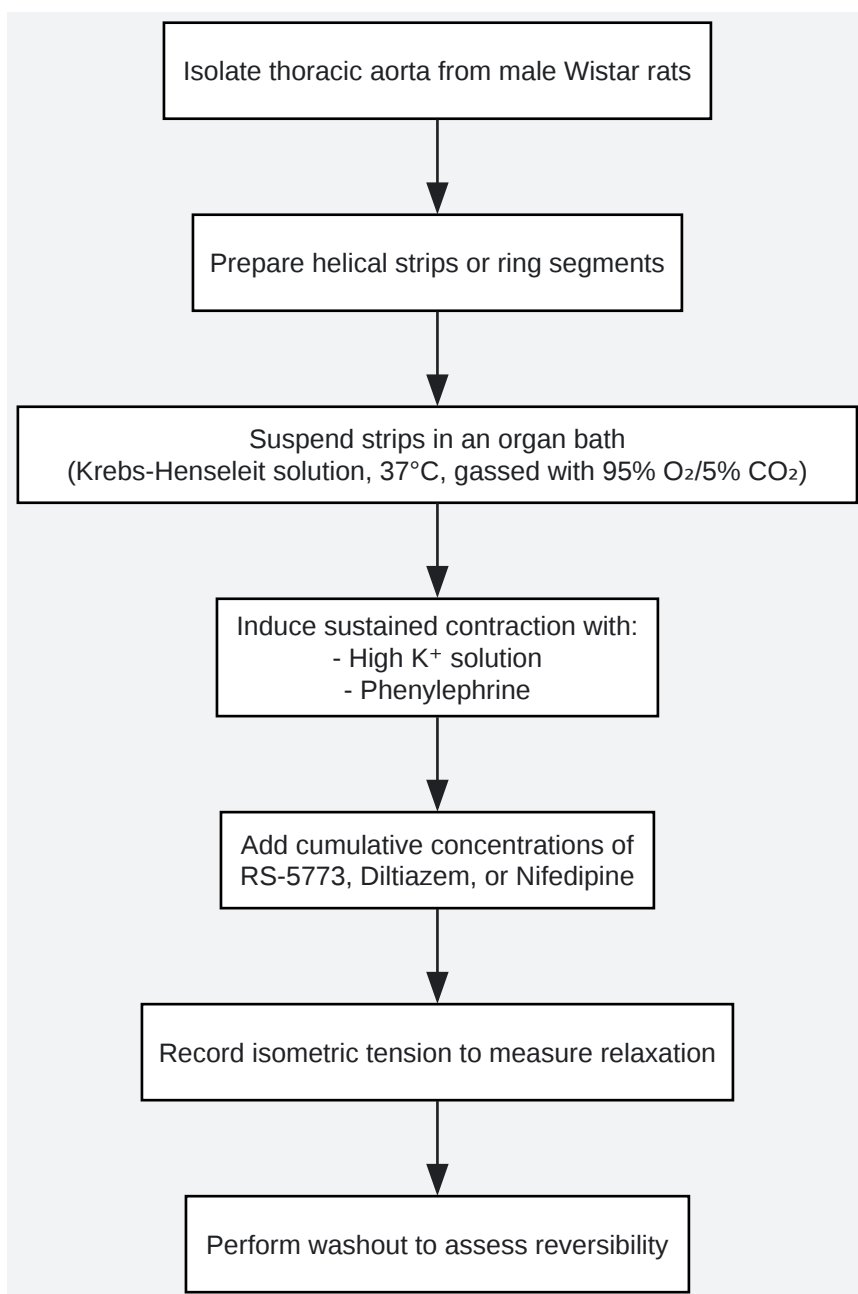 Isolate thoracic aorta from male Wistar rats
Prepare helical strips or ring segments
Suspend strips in an organ bath
(Krebs-Henseleit solution, 37°C, gassed with 95% O₂/5% CO₂)
Induce sustained contraction with:
- High K⁺ solution
- Phenylephrine
Add cumulative concentrations of
RS-5773, Diltiazem, or Nifedipine
Record isometric tension to measure relaxation
Perform washout to assess reversibility